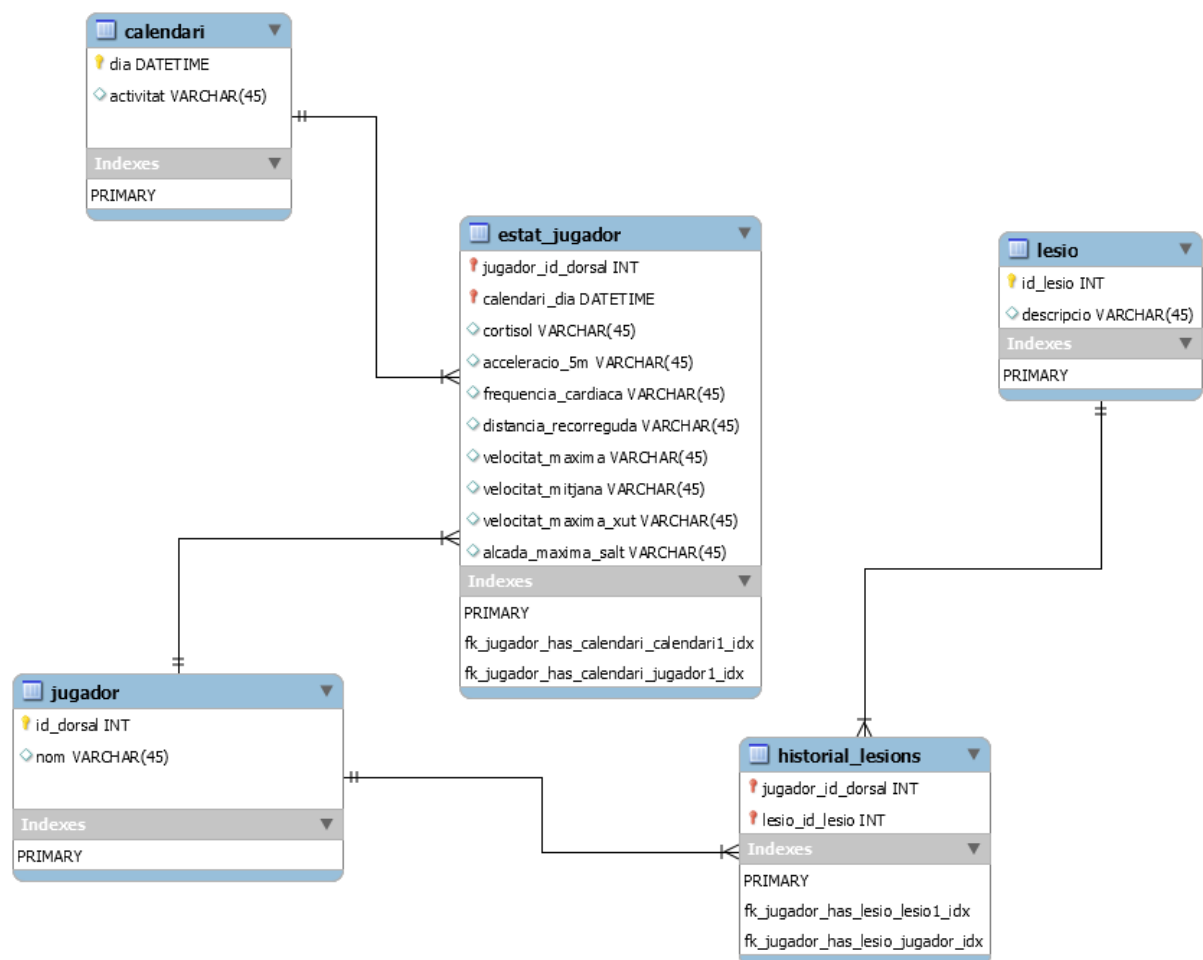 calendari
dia DATETIME
activitat VARCHAR(45)
Indexes
PRIMARY
estat_jugador
jugador_id_dorsal INT
calendari_dia DATETIME
cortisol VARCHAR(45)
acceleracio_5m VARCHAR(45)
frequencia_cardiaca VARCHAR(45)
distancia_recorreguda VARCHAR(45)
velocitat_maxima VARCHAR(45)
velocitat_mitjana VARCHAR(45)
velocitat_maxima_xut VARCHAR(45)
alcada_maxima_salt VARCHAR(45)
Indexes
PRIMARY
fk_jugador_has_calendari_calendari1_idx
fk_jugador_has_calendari_jugador1_idx
lesio
id_lesio INT
descripcio VARCHAR(45)
Indexes
PRIMARY
jugador
id_dorsal INT
nom VARCHAR(45)
Indexes
PRIMARY
historial_lesions
jugador_id_dorsal INT
lesio_id_lesio INT
Indexes
PRIMARY
fk_jugador_has_lesio_lesio1_idx
fk_jugador_has_lesio_jugador_idx